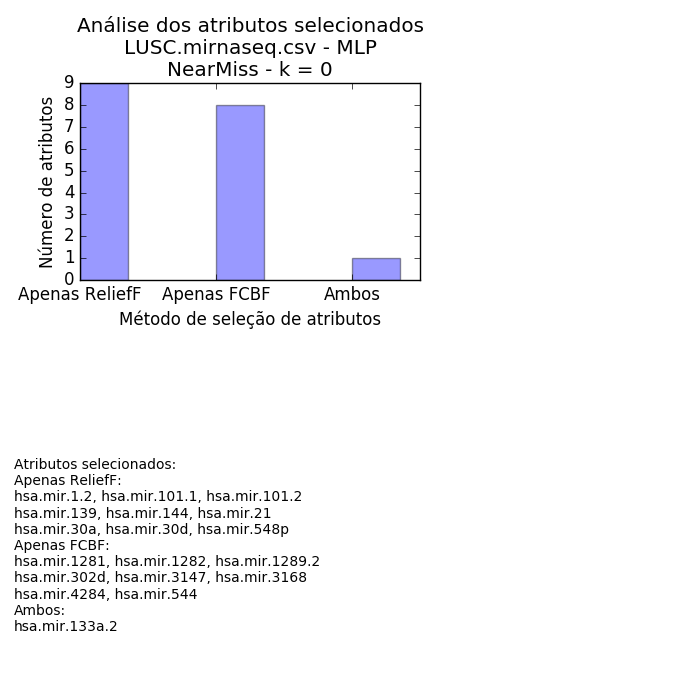 Análise dos atributos selecionados
LUSC.mirnaseq.csv - MLP
NearMiss - k = 0
9
8
7
6
5
4
3
2
1
0
Número de atributos
Apenas ReliefF Apenas FCBF Ambos
Método de seleção de atributos
Atributos selecionados:
Apenas ReliefF:
hsa.mir.1.2, hsa.mir.101.1, hsa.mir.101.2
hsa.mir.139, hsa.mir.144, hsa.mir.21
hsa.mir.30a, hsa.mir.30d, hsa.mir.548p
Apenas FCBF:
hsa.mir.1281, hsa.mir.1282, hsa.mir.1289.2
hsa.mir.302d, hsa.mir.3147, hsa.mir.3168
hsa.mir.4284, hsa.mir.544
Ambos:
hsa.mir.133a.2